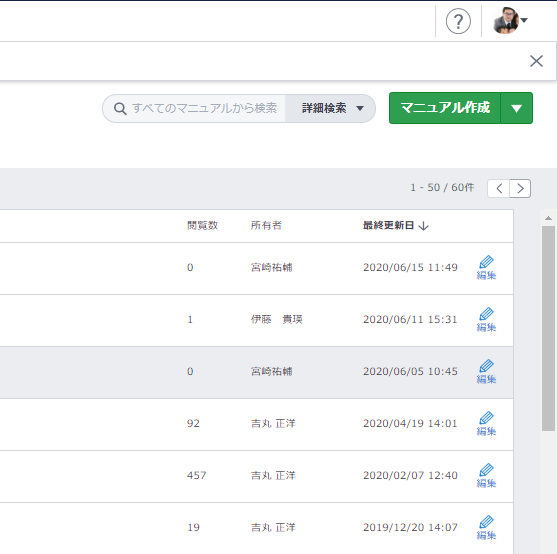 ?
すべてのマニュアルから検索 詳細検索 マニュアル作成
1 - 50 / 60件
閲覧数 所有者 最終更新日
0 宮崎祐輔 2020/06/15 11:49 編集
1 伊藤 貴瑛 2020/06/11 15:31 編集
0 宮崎祐輔 2020/06/05 10:45 編集
92 吉丸 正洋 2020/04/19 14:01 編集
457 吉丸 正洋 2020/02/07 12:40 編集
19 吉丸 正洋 2019/12/20 14:07 編集